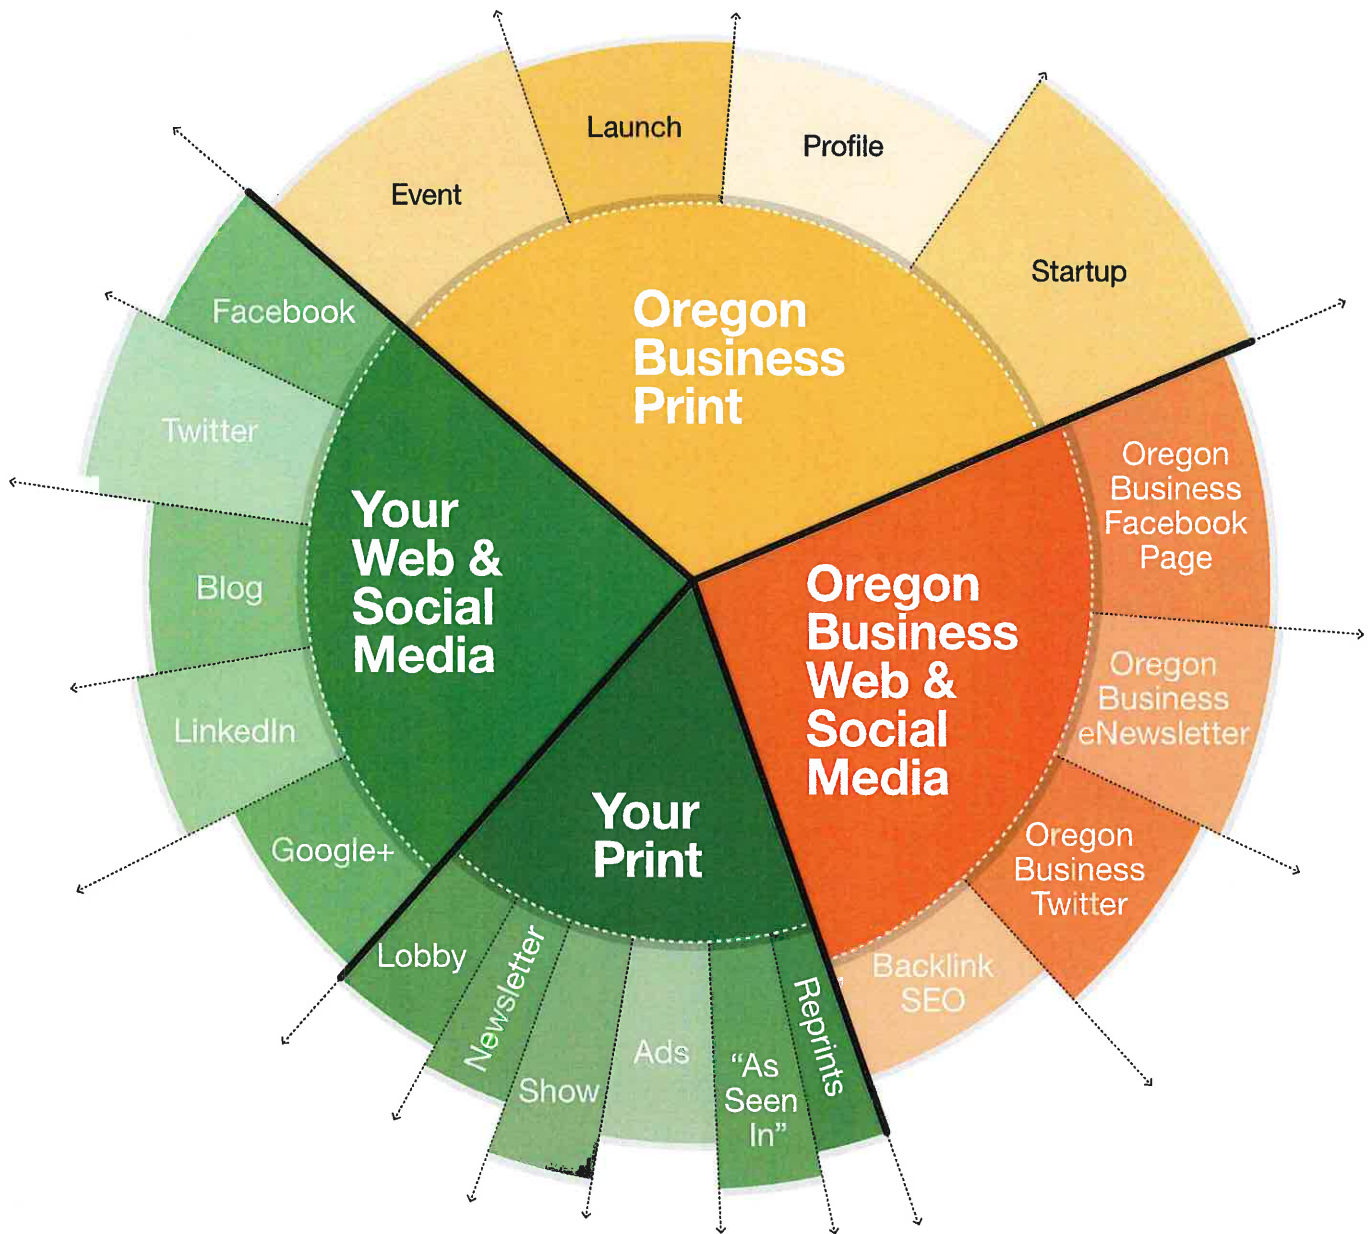 Launch
Profile
Event
Startup
Oregon
Business
Print
Facebook
Twitter
Blog
LinkedIn
Google+
Your
Web &
Social
Media
Oregon
Business
Web &
Social
Media
Oregon
Business
Facebook
Page
Oregon
Business
eNewsletter
Oregon
Business
Twitter
Backlink
SEO
Your
Print
Lobby
Newsletter
Show
Ads
“As
Seen
In”
Reprints